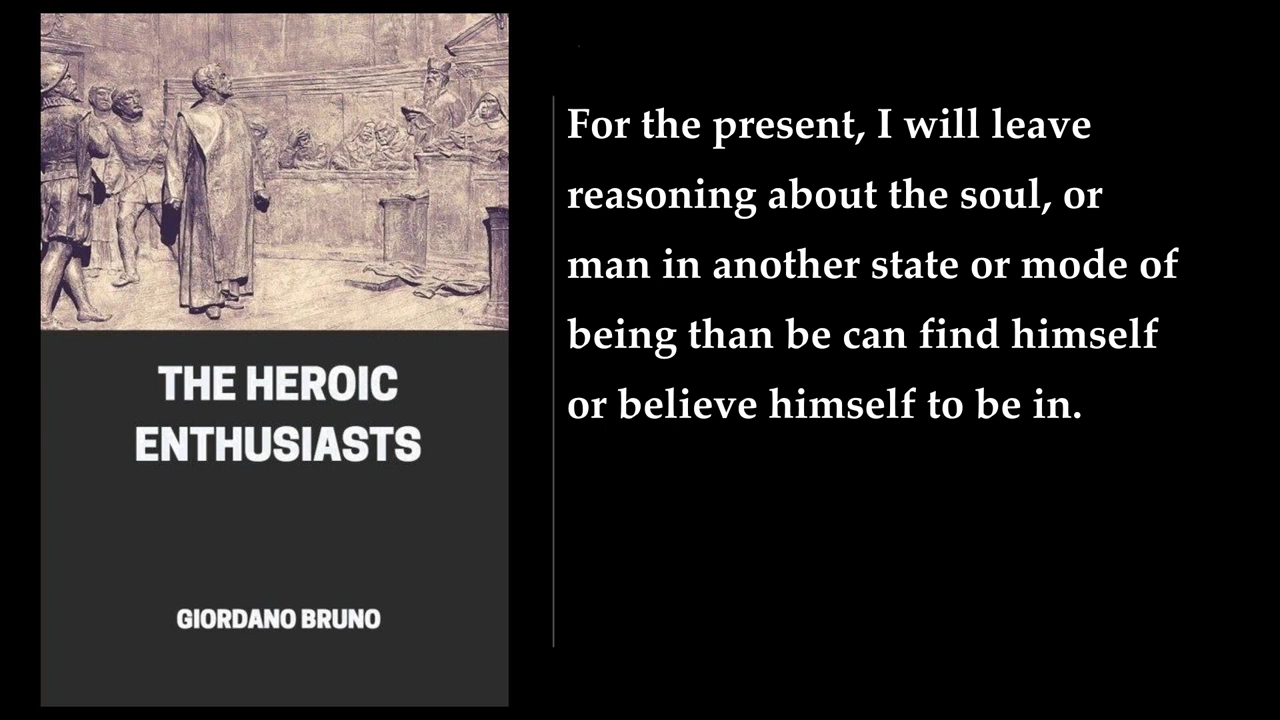 THE HEROIC
ENTHUSIASTS
GIORDANO BRUNO
For the present, I will leave
reasoning about the soul, or
man in another state or mode of
being than be can find himself
or believe himself to be in.